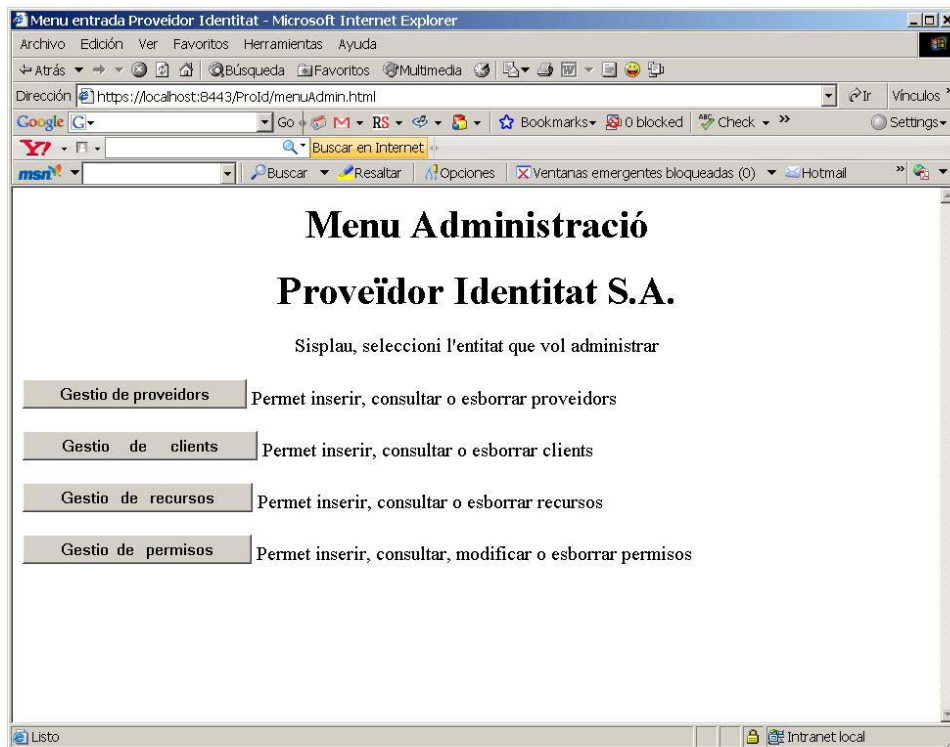 Menu entrada Proveidor Identitat - Microsoft Internet Explorer
Archivo Edición Ver Favoritos Herramientas Ayuda
Atrás Búsqueda Favoritos Multimedia
Dirección https://localhost:8443/ProId/menuAdmin.html Ir Vínculos »
Google G Go RS Bookmarks 0 blocked ABC Check » Settings
Y! Buscar en Internet
msn Buscar Resaltar Opciones Ventanas emergentes bloqueadas (0) Hotmail »
Menu Administració
Proveïdor Identitat S.A.
Sisplau, seleccioni l'entitat que vol administrar
Gestio de proveidors Permet inserir, consultar o esborrar proveidors
Gestio de clients Permet inserir, consultar o esborrar clients
Gestio de recursos Permet inserir, consultar o esborrar recursos
Gestio de permisos Permet inserir, consultar, modificar o esborrar permisos
Listo Intranet local